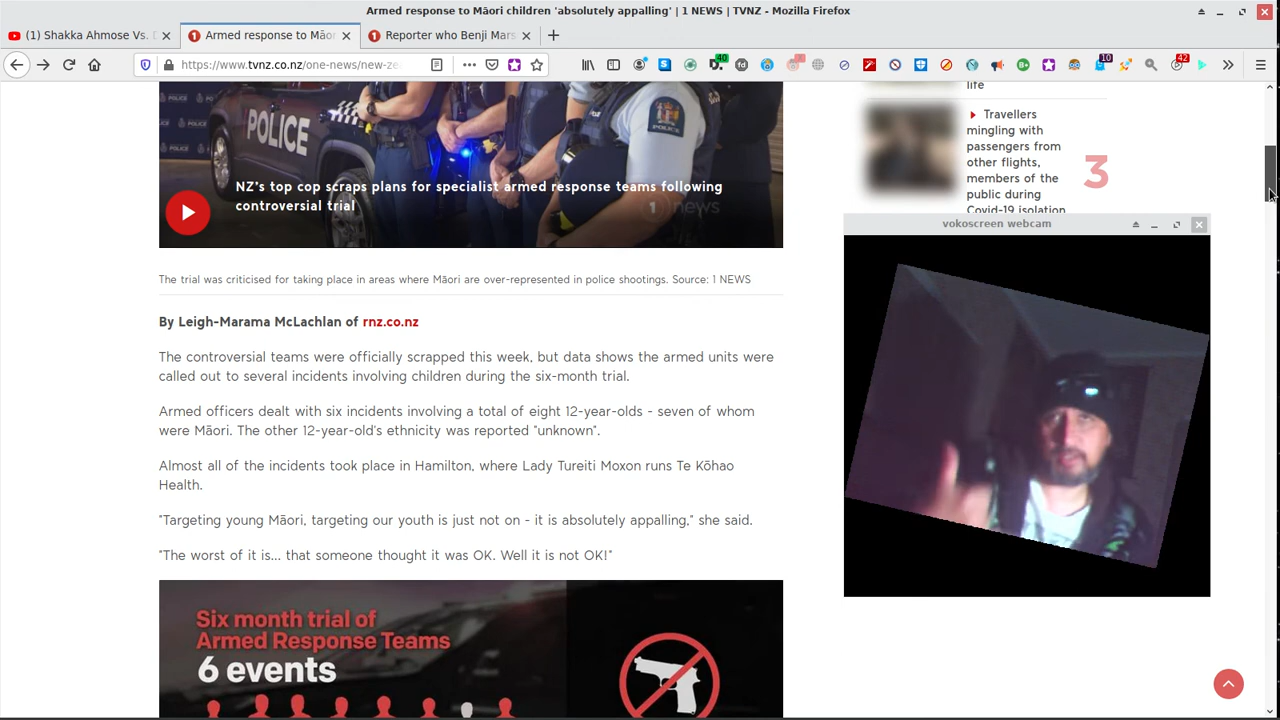 Armed response to Māori children 'absolutely appalling' | 1 NEWS | TVNZ - Mozilla Firefox
(1) Shakka Ahmose Vs.
Armed response to Māo
Reporter who Benji Mars
https://www.tvnz.co.nz/one-news/new-ze
40
10
42
POLICE
POLICE
NZ's top cop scraps plans for specialist armed response teams following
controversial trial
1 news
life
Travellers
mingling with
passengers from
other flights,
members of the
public during
Covid-19 isolation
3
vokoscreen webcam
The trial was criticised for taking place in areas where Māori are over-represented in police shootings. Source: 1 NEWS
By Leigh-Marama McLachlan of rnz.co.nz
The controversial teams were officially scrapped this week, but data shows the armed units were
called out to several incidents involving children during the six-month trial.
Armed officers dealt with six incidents involving a total of eight 12-year-olds - seven of whom
were Māori. The other 12-year-old's ethnicity was reported "unknown".
Almost all of the incidents took place in Hamilton, where Lady Tureiti Moxon runs Te Kōhao
Health.
"Targeting young Māori, targeting our youth is just not on - it is absolutely appalling," she said.
"The worst of it is... that someone thought it was OK. Well it is not OK!"
Six month trial of
Armed Response Teams
6 events